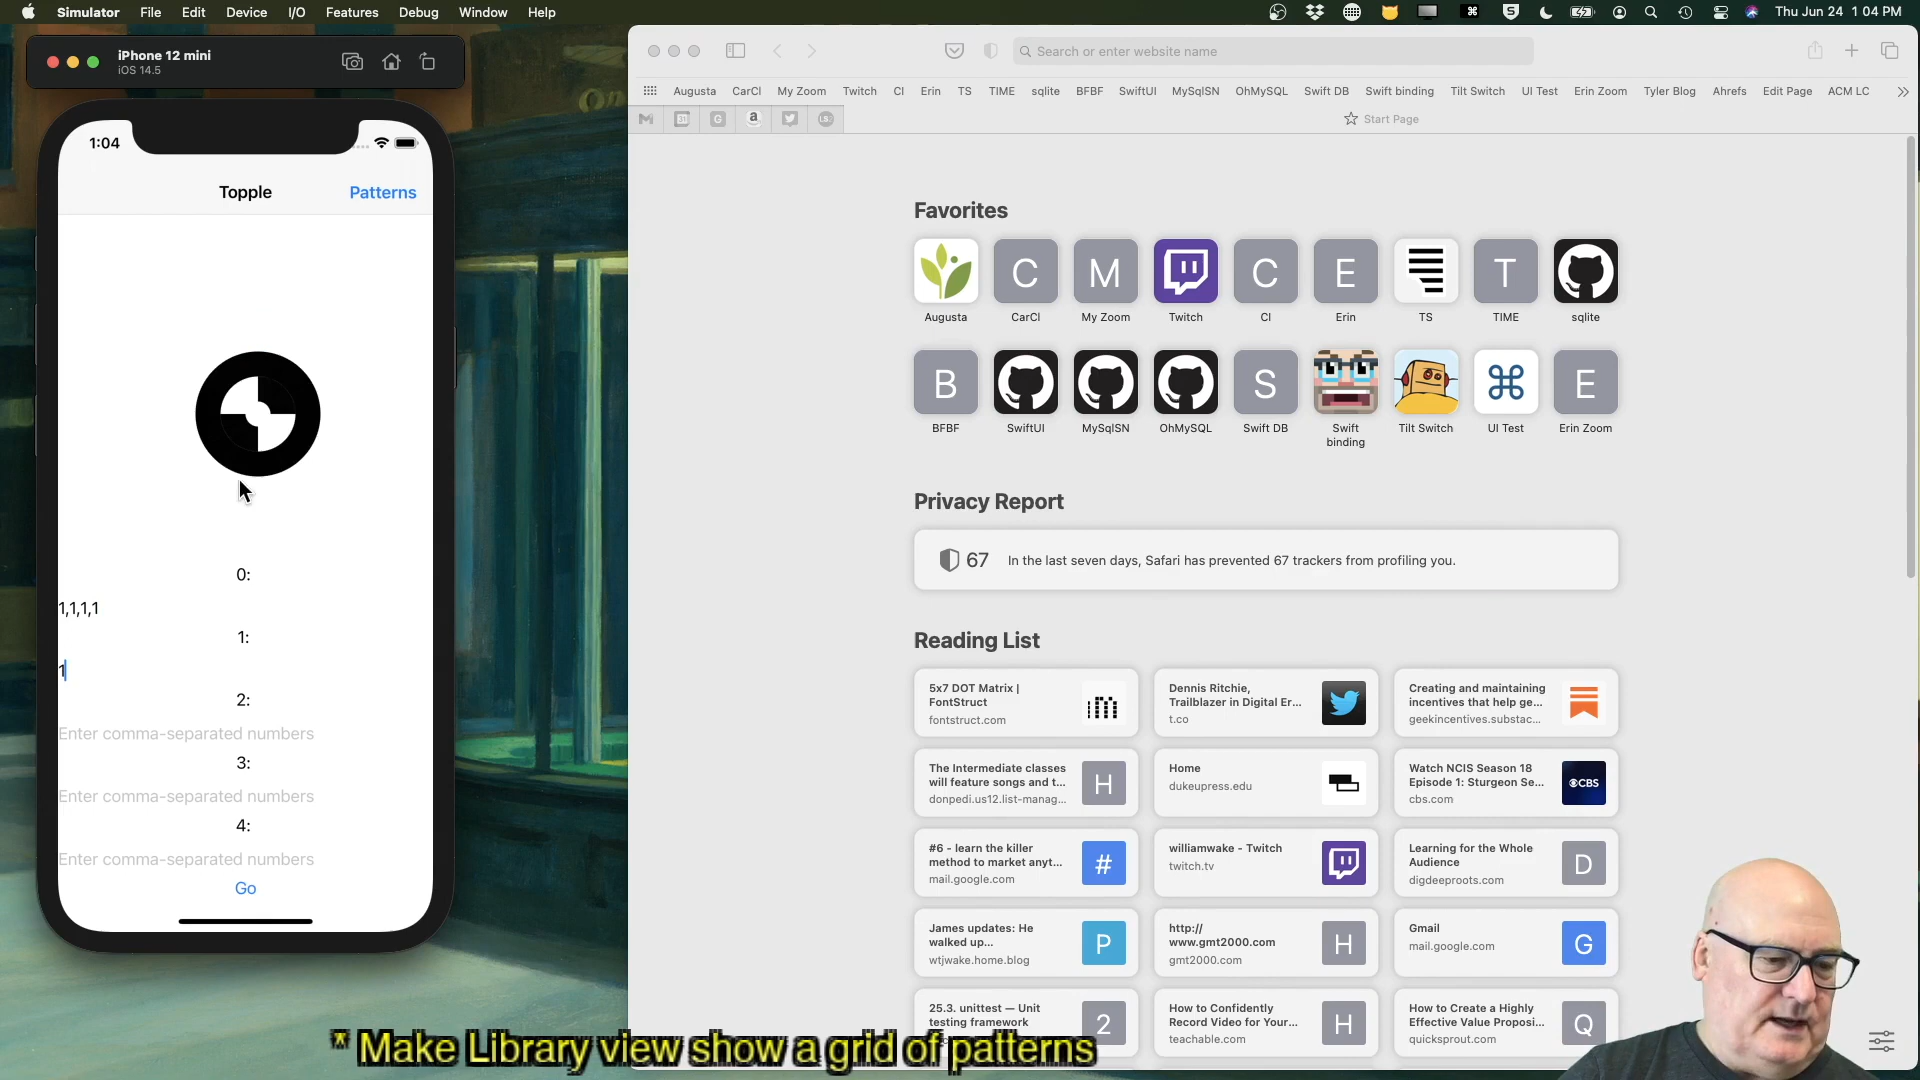 Simulator File Edit Device I/O Features Debug Window Help
Thu Jun 24 1 04 PM
iPhone 12 mini
iOS 14.5
1:04
Topple Patterns
0:
1,1,1,1
1:
1
2:
Enter comma-separated numbers
3:
Enter comma-separated numbers
4:
Enter comma-separated numbers
Go
Search or enter website name
Augusta CarCI My Zoom Twitch CI Erin TS TIME sqlite BFBF SwiftUI MySqlSN OhMySQL Swift DB Swift binding Tilt Switch UI Test Erin Zoom Tyler Blog Ahrefs Edit Page ACM LC
Start Page
Favorites
C M C E T
Augusta CarCI My Zoom Twitch CI Erin TS TIME sqlite
B S E
BFBF SwiftUI MySqlSN OhMySQL Swift DB Swift Tilt Switch UI Test Erin Zoom
binding
Privacy Report
67 In the last seven days, Safari has prevented 67 trackers from profiling you.
Reading List
5x7 DOT Matrix |
FontStruct
fontstruct.com
Dennis Ritchie,
Trailblazer in Digital Er...
t.co
Creating and maintaining
incentives that help ge...
geekincentives.substac...
The Intermediate classes
will feature songs and t...
donpedi.us12.list-manag...
H
Home
dukeupress.edu
Watch NCIS Season 18
Episode 1: Sturgeon Se...
cbs.com
CBS
#6 - learn the killer
method to market anyt...
mail.google.com
#
williamwake - Twitch
twitch.tv
Learning for the Whole
Audience
digdeeproots.com
D
James updates: He
walked up...
wtjwake.home.blog
P
http://
www.gmt2000.com
gmt2000.com
H
Gmail
mail.google.com
G
25.3. unittest — Unit
testing framework
2
How to Confidently
Record Video for Your...
teachable.com
H
How to Create a Highly
Effective Value Proposi...
quicksprout.com
Q
* Make Library view show a grid of patterns